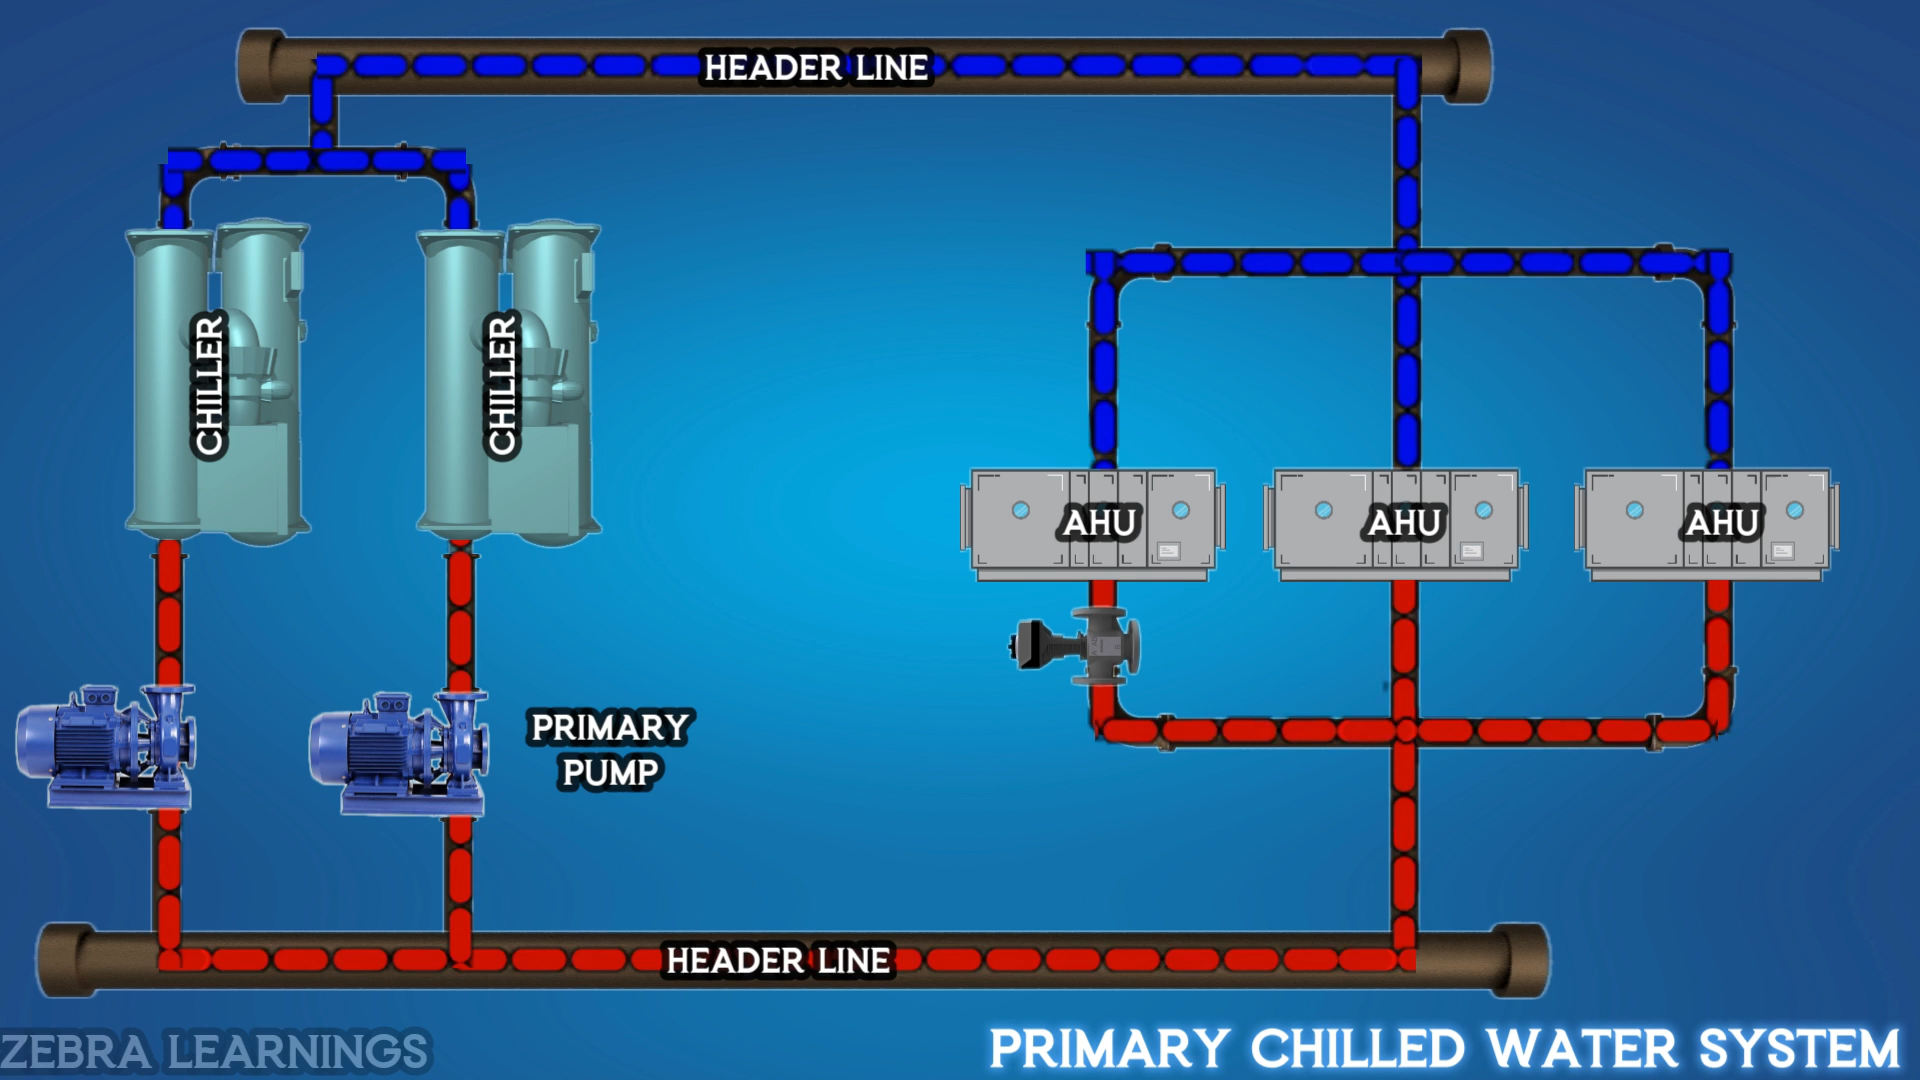 HEADER LINE
CHILLER
CHILLER
AHU
AHU
AHU
PRIMARY
PUMP
HEADER LINE
ZEBRA LEARNINGS
PRIMARY CHILLED WATER SYSTEM